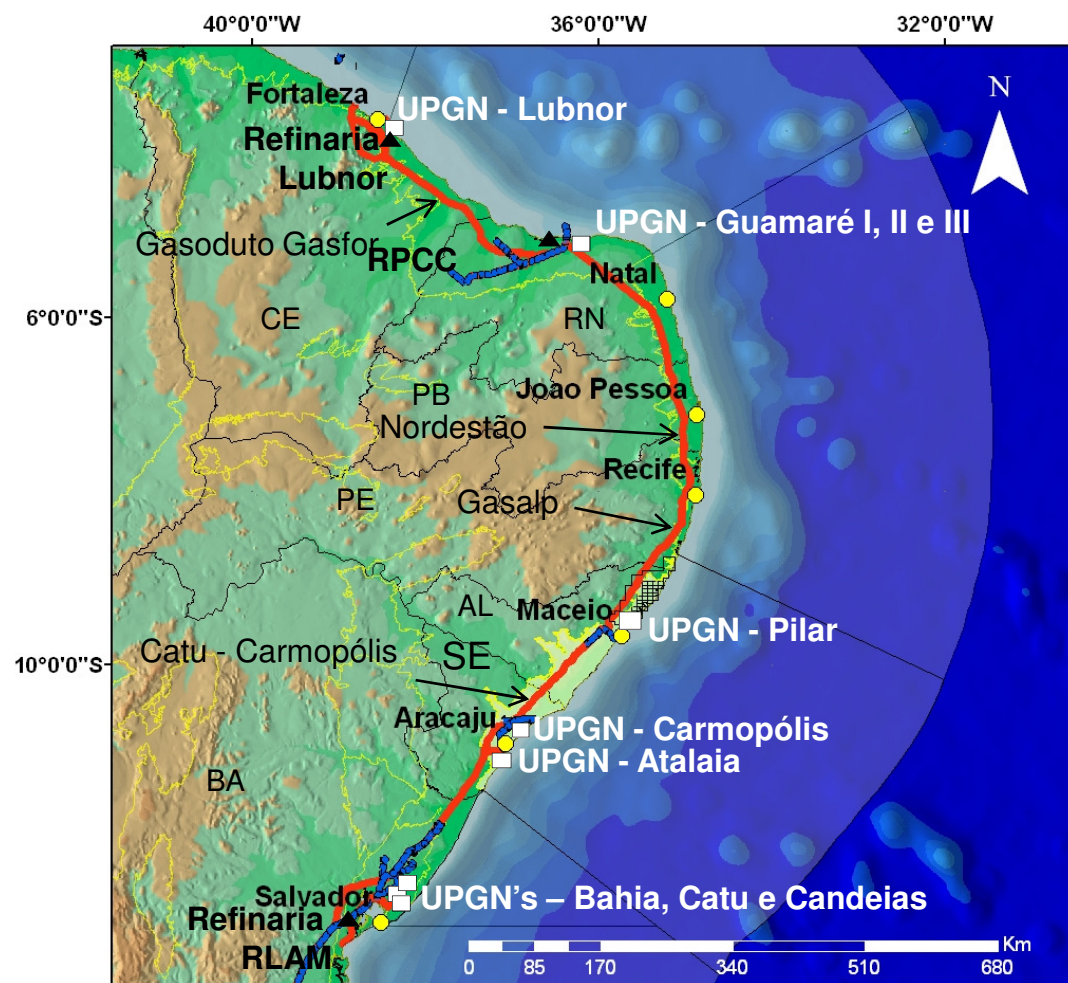 40°0'0"W
36°0'0"W
32°0'0"W
Fortaleza
UPGN - Lubnor
N
Refinaria
Lubnor
UPGN - Guamaré I, II e III
Gasoduto Gasfor
RPCC
Natal
6°0'0"S
CE
RN
PB
Joao Pessoa
Nordestão
Recife
PE
Gasalp
AL
Maceio
UPGN - Pilar
Catu - Carmopólis
SE
10°0'0"S
Aracaju
UPGN - Carmopólis
UPGN - Atalaia
BA
Salvador
UPGN's – Bahia, Catu e Candeias
Refinaria
RLAM
Km
0 85 170 340 510 680